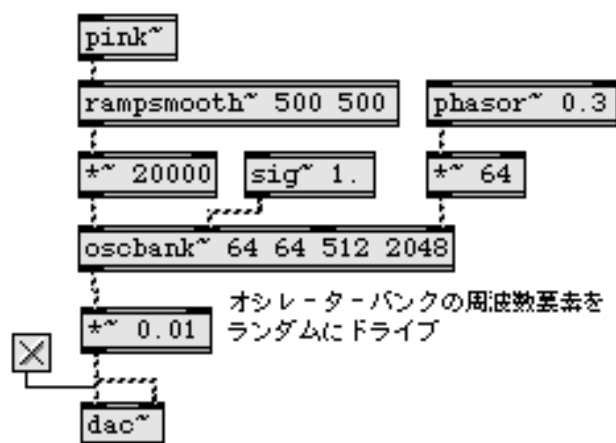 pink~
rampsmooth~ 500 500
phasor~ 0.3
*~ 20000
sig~ 1.
*~ 64
oscbank~ 64 64 512 2048
オシレーターバンクの周波数要素を
ランダムにドライブ
*~ 0.01
dac~